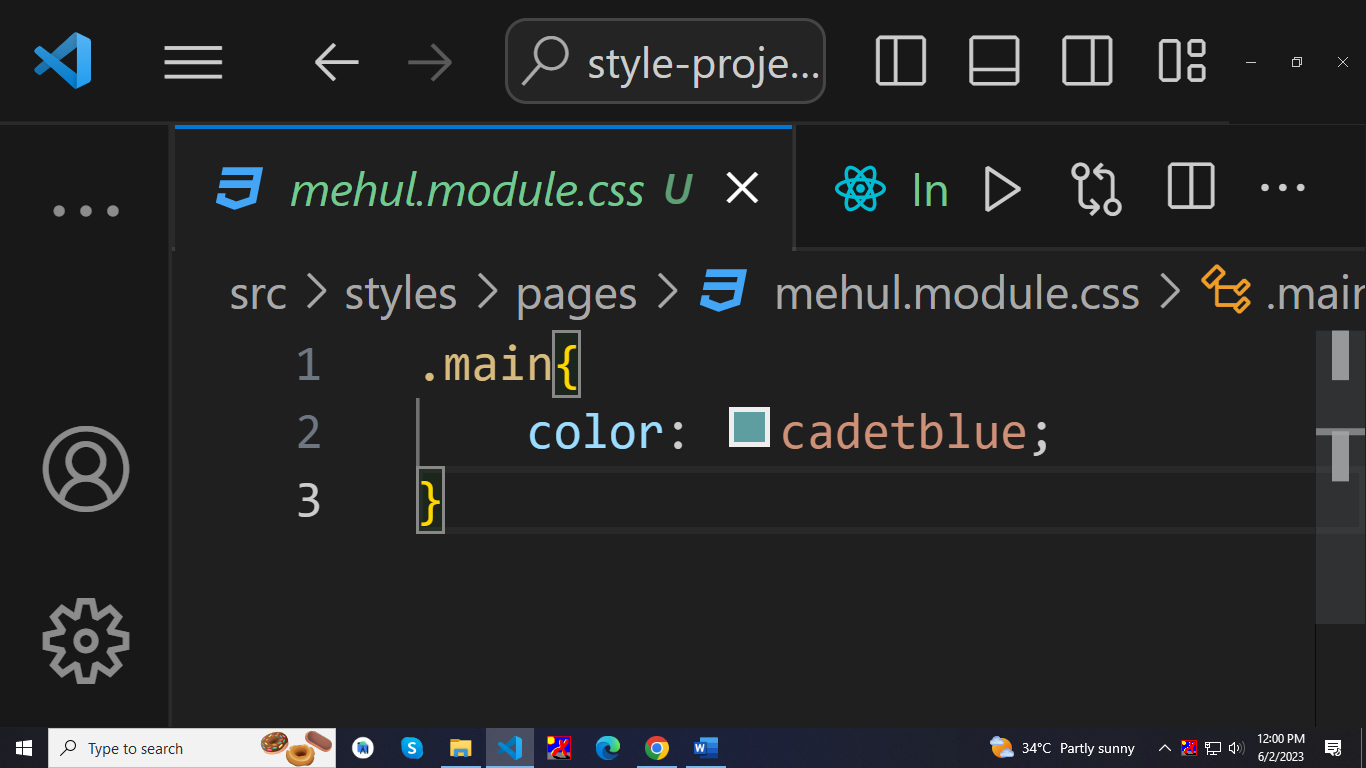 style-proje...
mehul.module.css U
In
src > styles > pages > mehul.module.css > .main
1 .main{
2 color: cadetblue;
3 }
Type to search
34°C Partly sunny
12:00 PM
6/2/2023